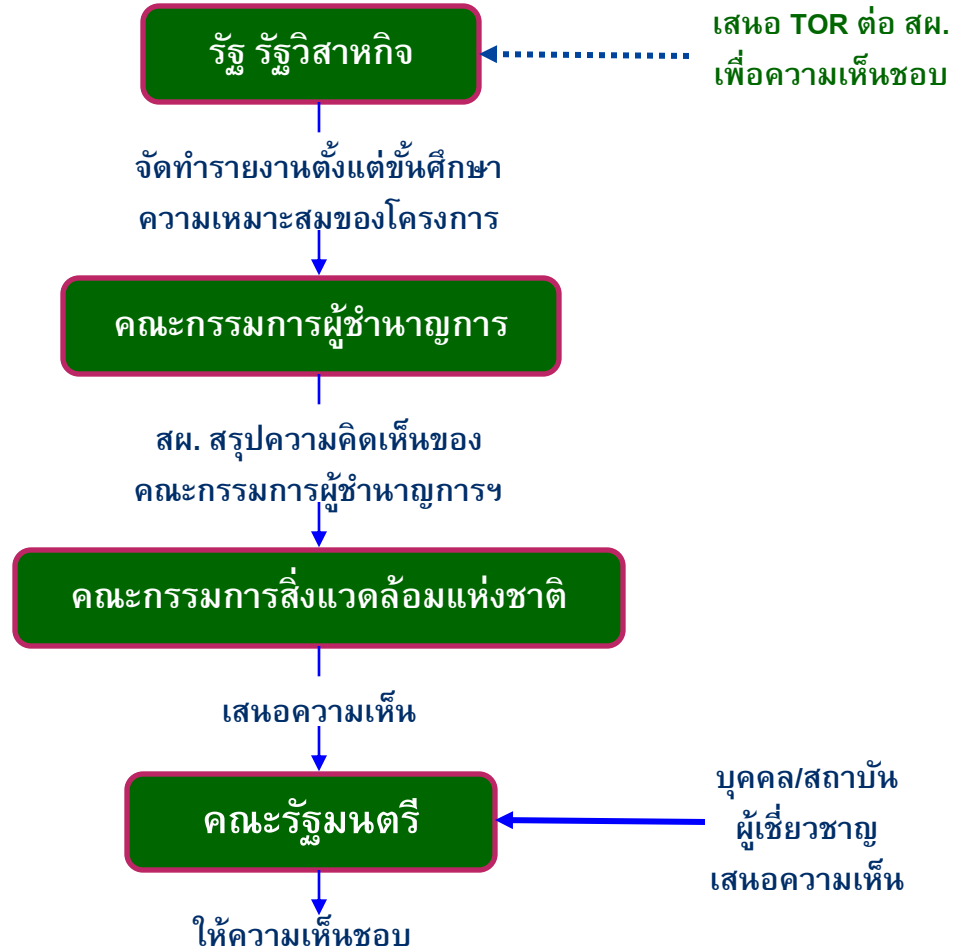 รัฐ รัฐวิสาหกิจ
เสนอ TOR ต่อ สผ.
เพื่อความเห็นชอบ
จัดทำรายงานตั้งแต่ขั้นศึกษา
ความเหมาะสมของโครงการ
คณะกรรมการผู้ชำนาญการ
สผ. สรุปความคิดเห็นของ
คณะกรรมการผู้ชำนาญการฯ
คณะกรรมการสิ่งแวดล้อมแห่งชาติ
เสนอความเห็น
คณะรัฐมนตรี
บุคคล/สถาบัน
ผู้เชี่ยวชาญ
เสนอความเห็น
ให้ความเห็นชอบ